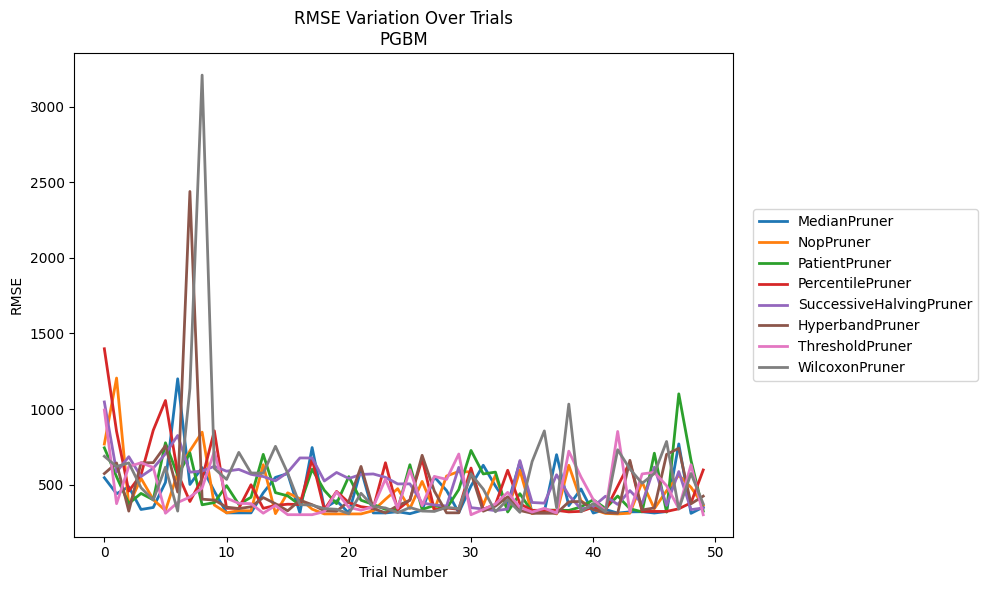 RMSE Variation Over Trials
PGBM
RMSE
3000
2500
2000
1500
1000
500
0
10
20
30
40
50
Trial Number
MedianPruner
NopPruner
PatientPruner
PercentilePruner
SuccessiveHalvingPruner
HyperbandPruner
ThresholdPruner
WilcoxonPruner